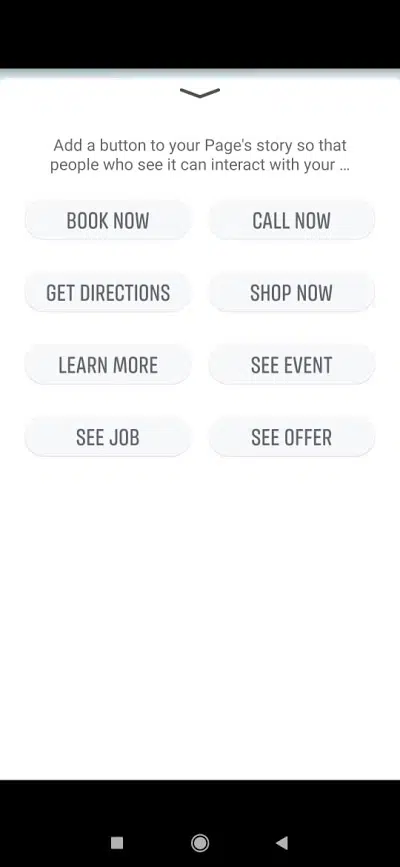 Add a button to your Page's story so that
people who see it can interact with your ...
BOOK NOW
CALL NOW
GET DIRECTIONS
SHOP NOW
LEARN MORE
SEE EVENT
SEE JOB
SEE OFFER